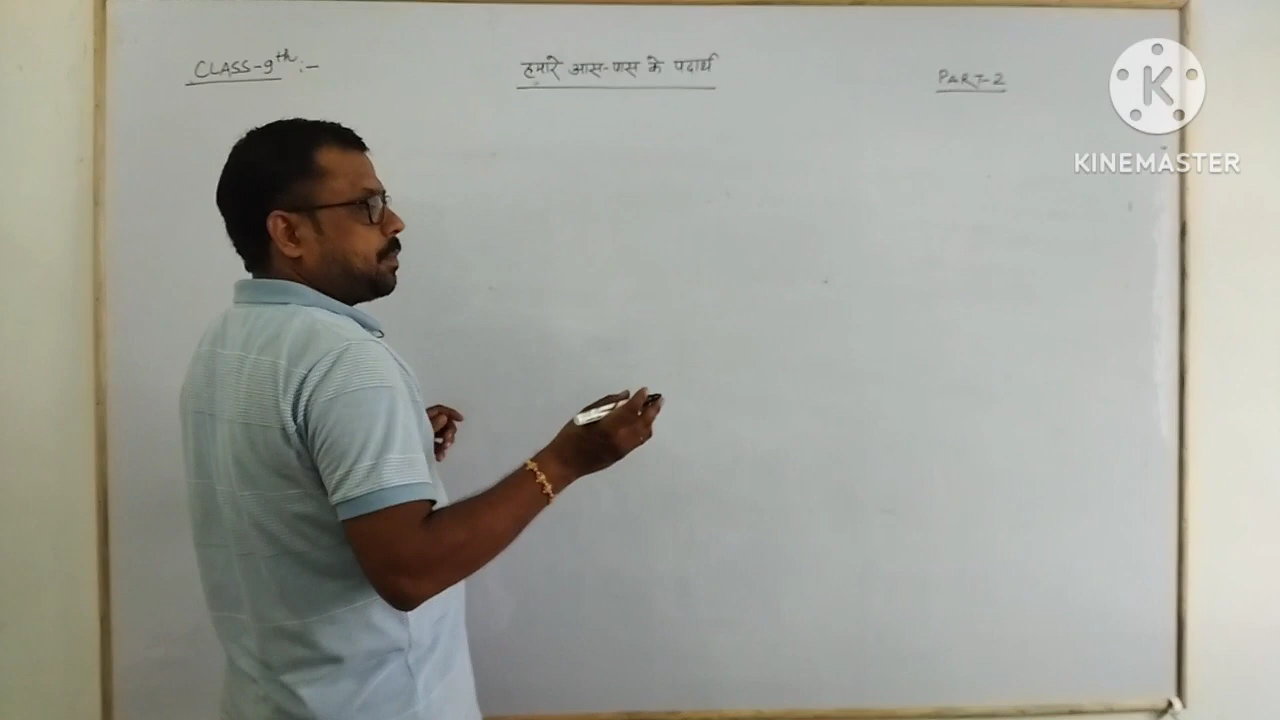 CLASS-9th:-
हमारे आस-पास के पदार्थ
PART-2
K
KINEMASTER